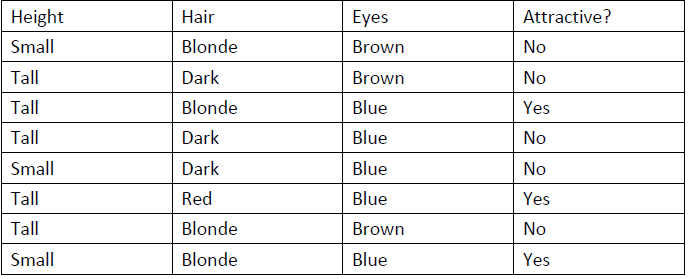 Height Hair Eyes Attractive?
Small Blonde Brown No
Tall Dark Brown No
Tall Blonde Blue Yes
Tall Dark Blue No
Small Dark Blue No
Tall Red Blue Yes
Tall Blonde Brown No
Small Blonde Blue Yes